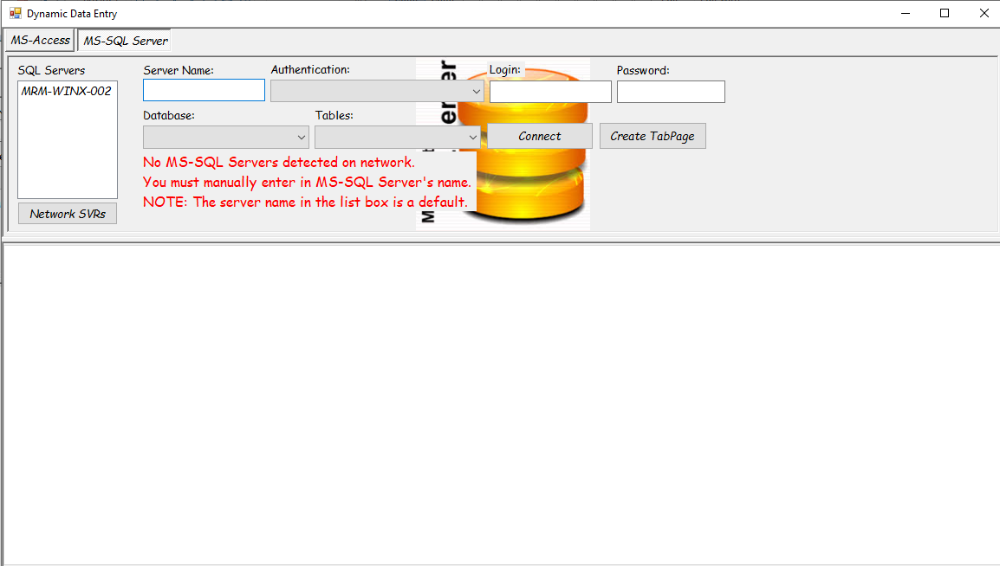 Dynamic Data Entry
MS-Access
MS-SQL Server
SQL Servers
Server Name:
Authentication:
Login:
Password:
MRM-WINX-002
Database:
Tables:
Connect
Create TabPage
No MS-SQL Servers detected on network.
You must manually enter in MS-SQL Server's name.
NOTE: The server name in the list box is a default.
Network SVRs